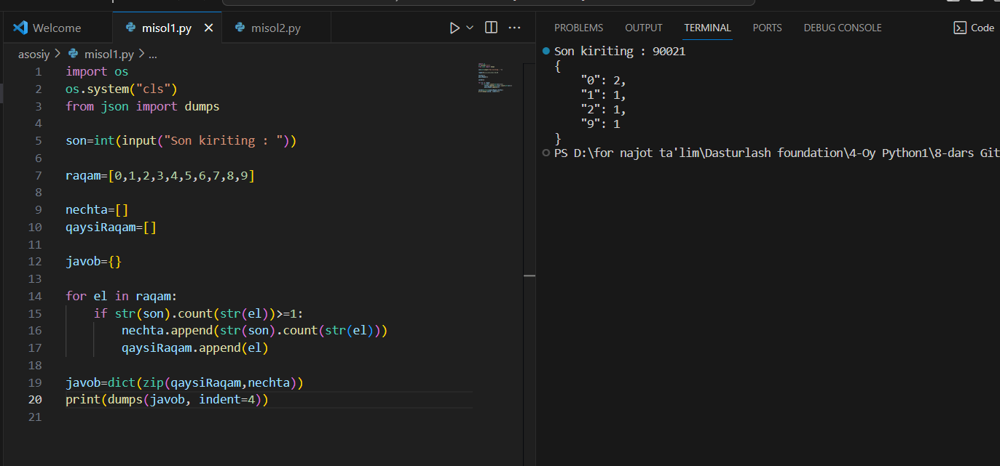 Welcome
misol1.py
misol2.py
asosiy > misol1.py > ...
1 import os
2 os.system("cls")
3 from json import dumps
4
5 son=int(input("Son kiriting : "))
6
7 raqam=[0,1,2,3,4,5,6,7,8,9]
8
9 nechta=[]
10 qaysiRaqam=[]
11
12 javob={}
13
14 for el in raqam:
15     if str(son).count(str(el))>=1:
16         nechta.append(str(son).count(str(el)))
17         qaysiRaqam.append(el)
18
19 javob=dict(zip(qaysiRaqam,nechta))
20 print(dumps(javob, indent=4))
21
PROBLEMS OUTPUT TERMINAL PORTS DEBUG CONSOLE
Code
Son kiriting : 90021
{
    "0": 2,
    "1": 1,
    "2": 1,
    "9": 1
}
PS D:\for najot ta'lim\Dasturlash foundation\4-Oy Python1\8-dars Git